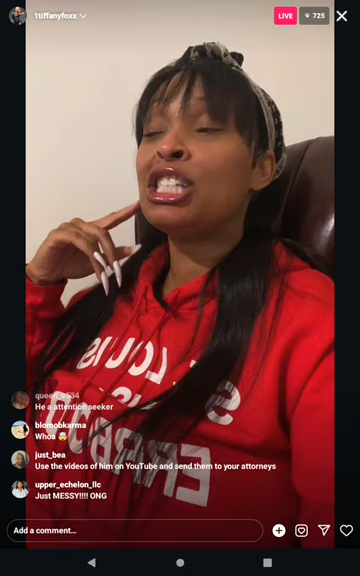 1tiffanyfoxx
LIVE
725
He a attention seeker
blomobkarma
Whoa 🤯
just_bea
Use the videos of him on YouTube and send them to your attorneys
upper_echelon_llc
Just MESSY!!!! ONG
Add a comment...